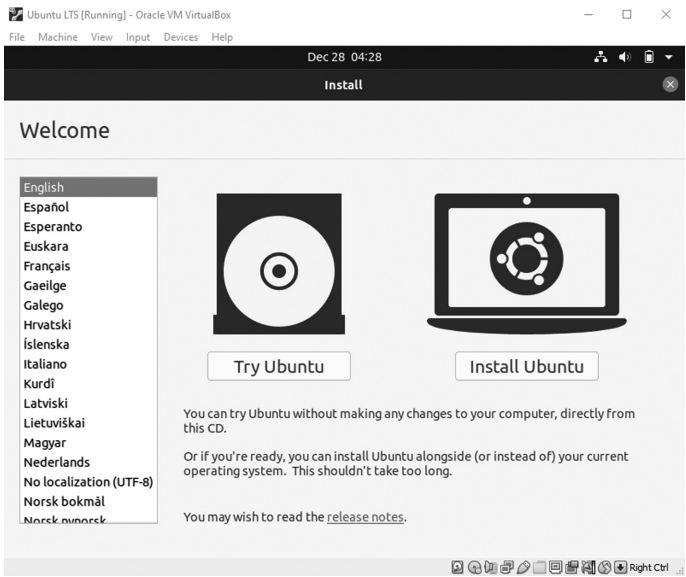 Ubuntu LTS [Running] - Oracle VM VirtualBox
File Machine View Input Devices Help
Dec 28 04:28
Install
Welcome
English
Español
Esperanto
Euskara
Français
Gaeilge
Galego
Hrvatski
Íslenska
Italiano
Kurdî
Latviski
Lietuviškai
Magyar
Nederlands
No localization (UTF-8)
Norsk bokmål
Norsk nynorsk
Try Ubuntu
Install Ubuntu
You can try Ubuntu without making any changes to your computer, directly from
this CD.
Or if you're ready, you can install Ubuntu alongside (or instead of) your current
operating system. This shouldn't take too long.
You may wish to read the release notes.
Right Ctrl